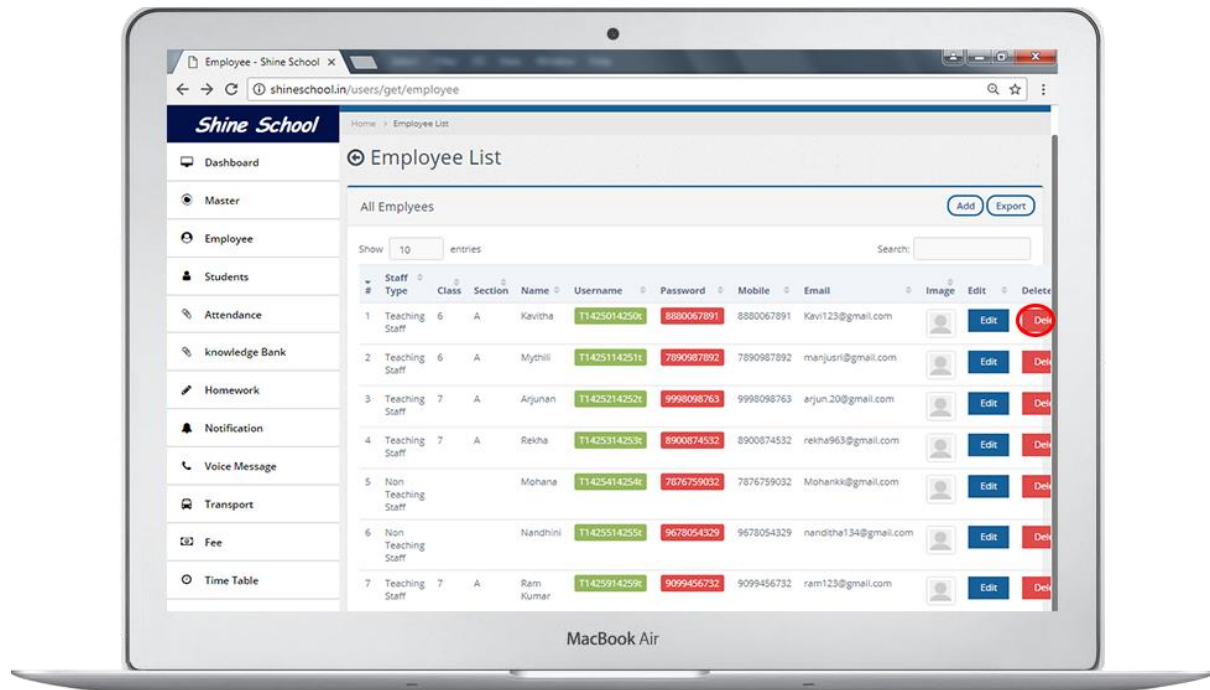 Employee - Shine School
shineschool.in/users/get/employee
Shine School
Home > Employee List
Dashboard
Master
Employee
Students
Attendance
knowledge Bank
Homework
Notification
Voice Message
Transport
Fee
Time Table
Employee List
All Emplyees
Add Export
Show 10 entries Search:
# Staff Type Class Section Name Username Password Mobile Email Image Edit Delete
1 Teaching 6 A Kavitha T1425014250t 8880067891 8880067891 Kavi123@gmail.com Edit Dele
Staff
2 Teaching 6 A Mythili T1425114251t 7890987892 7890987892 manjusri@gmail.com Edit Dele
Staff
3 Teaching 7 A Arjunan T1425214252t 9998098763 9998098763 arjun.20@gmail.com Edit Dele
Staff
4 Teaching 7 A Rekha T1425314253t 8900874532 8900874532 rekha963@gmail.com Edit Dele
Staff
5 Non Mohana T1425414254t 7876759032 7876759032 Mohankk@gmail.com Edit Dele
Teaching
Staff
6 Non Nandhini T1425514255t 9678054329 9678054329 nanditha134@gmail.com Edit Dele
Teaching
Staff
7 Teaching 7 A Ram T1425914259t 9099456732 9099456732 ram123@gmail.com Edit Dele
Staff Kumar
MacBook Air